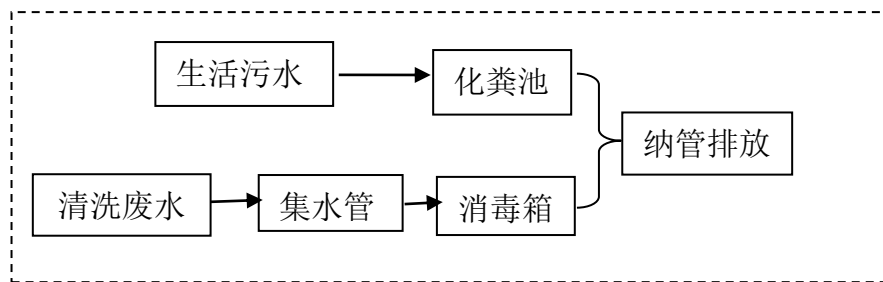 生活污水
化粪池
纳管排放
清洗废水
集水管
消毒箱